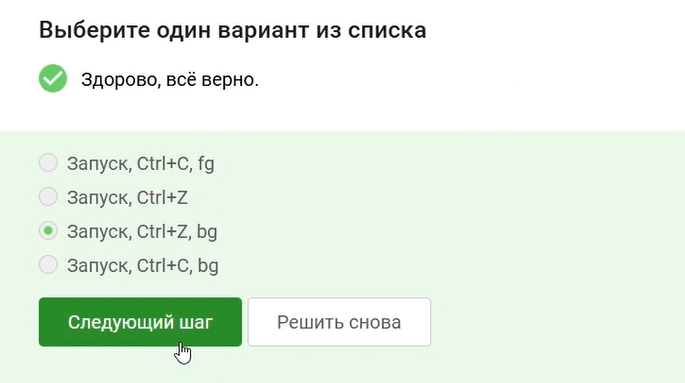 Выберите один вариант из списка
Здорово, всё верно.
Запуск, Ctrl+C, fg
Запуск, Ctrl+Z
Запуск, Ctrl+Z, bg
Запуск, Ctrl+C, bg
Следующий шаг
Решить снова